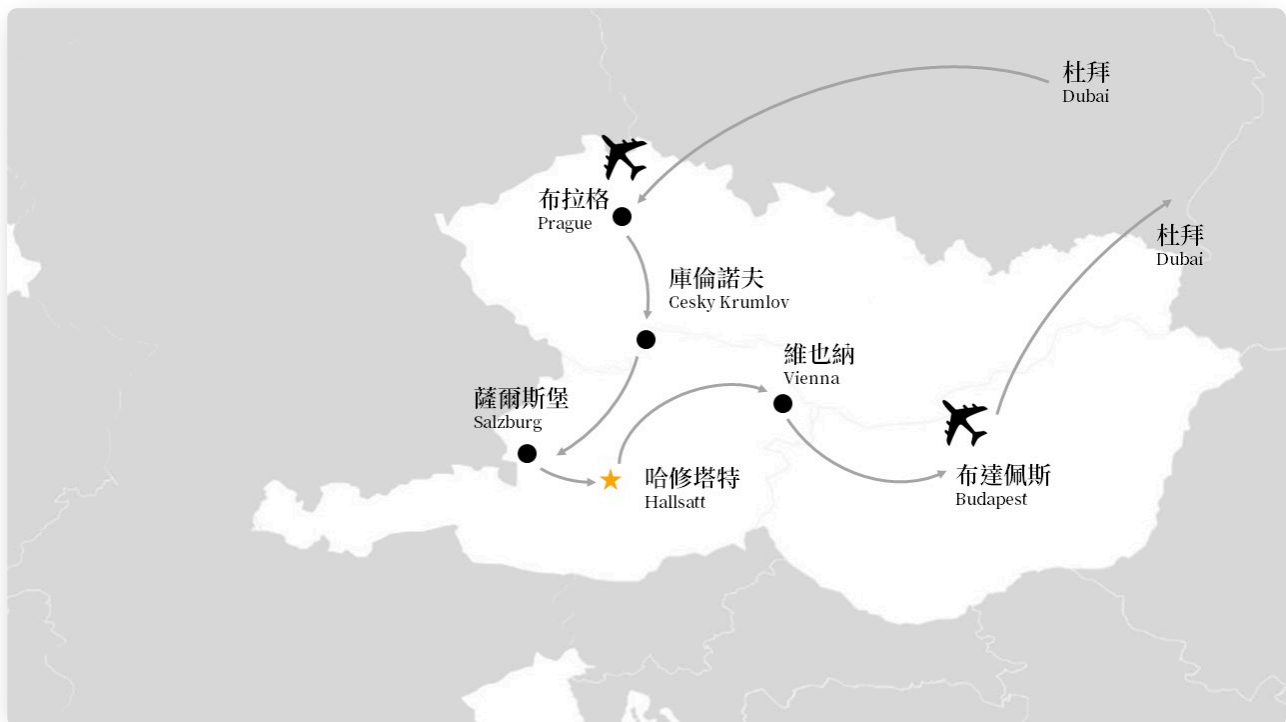 杜拜
Dubai
布拉格
Prague
杜拜
Dubai
庫倫諾夫
Cesky Krumlov
維也納
Vienna
薩爾斯堡
Salzburg
哈修塔特
Hallsatt
布達佩斯
Budapest